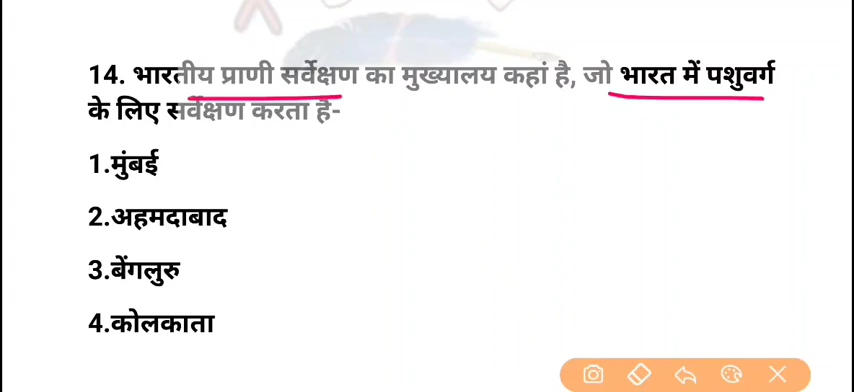 14. भारतीय प्राणी सर्वेक्षण का मुख्यालय कहां है, जो भारत में पशुवर्ग
के लिए सर्वेक्षण करता है-
1.मुंबई
2.अहमदाबाद
3.बेंगलुरु
4.कोलकाता